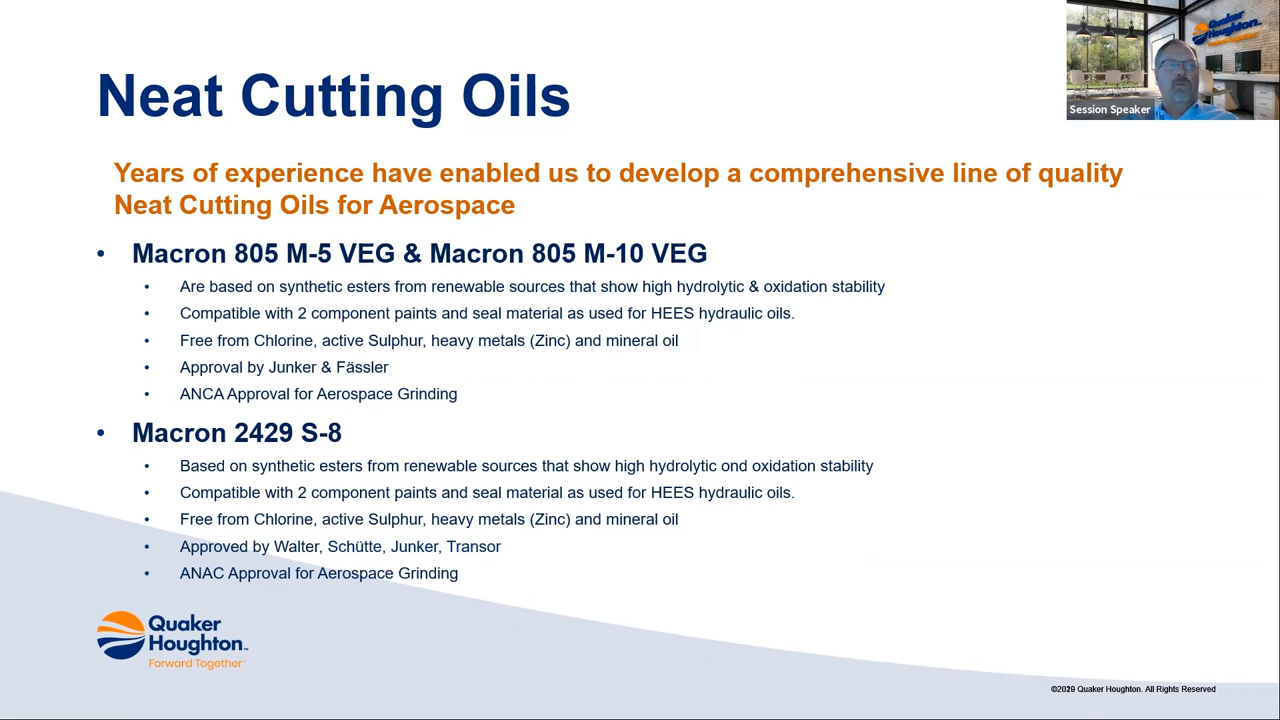 Quaker
Houghton
Session Speaker
Neat Cutting Oils
Years of experience have enabled us to develop a comprehensive line of quality
Neat Cutting Oils for Aerospace
• Macron 805 M-5 VEG & Macron 805 M-10 VEG
• Are based on synthetic esters from renewable sources that show high hydrolytic & oxidation stability
• Compatible with 2 component paints and seal material as used for HEES hydraulic oils.
• Free from Chlorine, active Sulphur, heavy metals (Zinc) and mineral oil
• Approval by Junker & Fässler
• ANCA Approval for Aerospace Grinding
• Macron 2429 S-8
• Based on synthetic esters from renewable sources that show high hydrolytic ond oxidation stability
• Compatible with 2 component paints and seal material as used for HEES hydraulic oils.
• Free from Chlorine, active Sulphur, heavy metals (Zinc) and mineral oil
• Approved by Walter, Schütte, Junker, Transor
• ANAC Approval for Aerospace Grinding
Quaker
Houghton™
Forward Together™
Quaker Houghton. All Rights Reserved